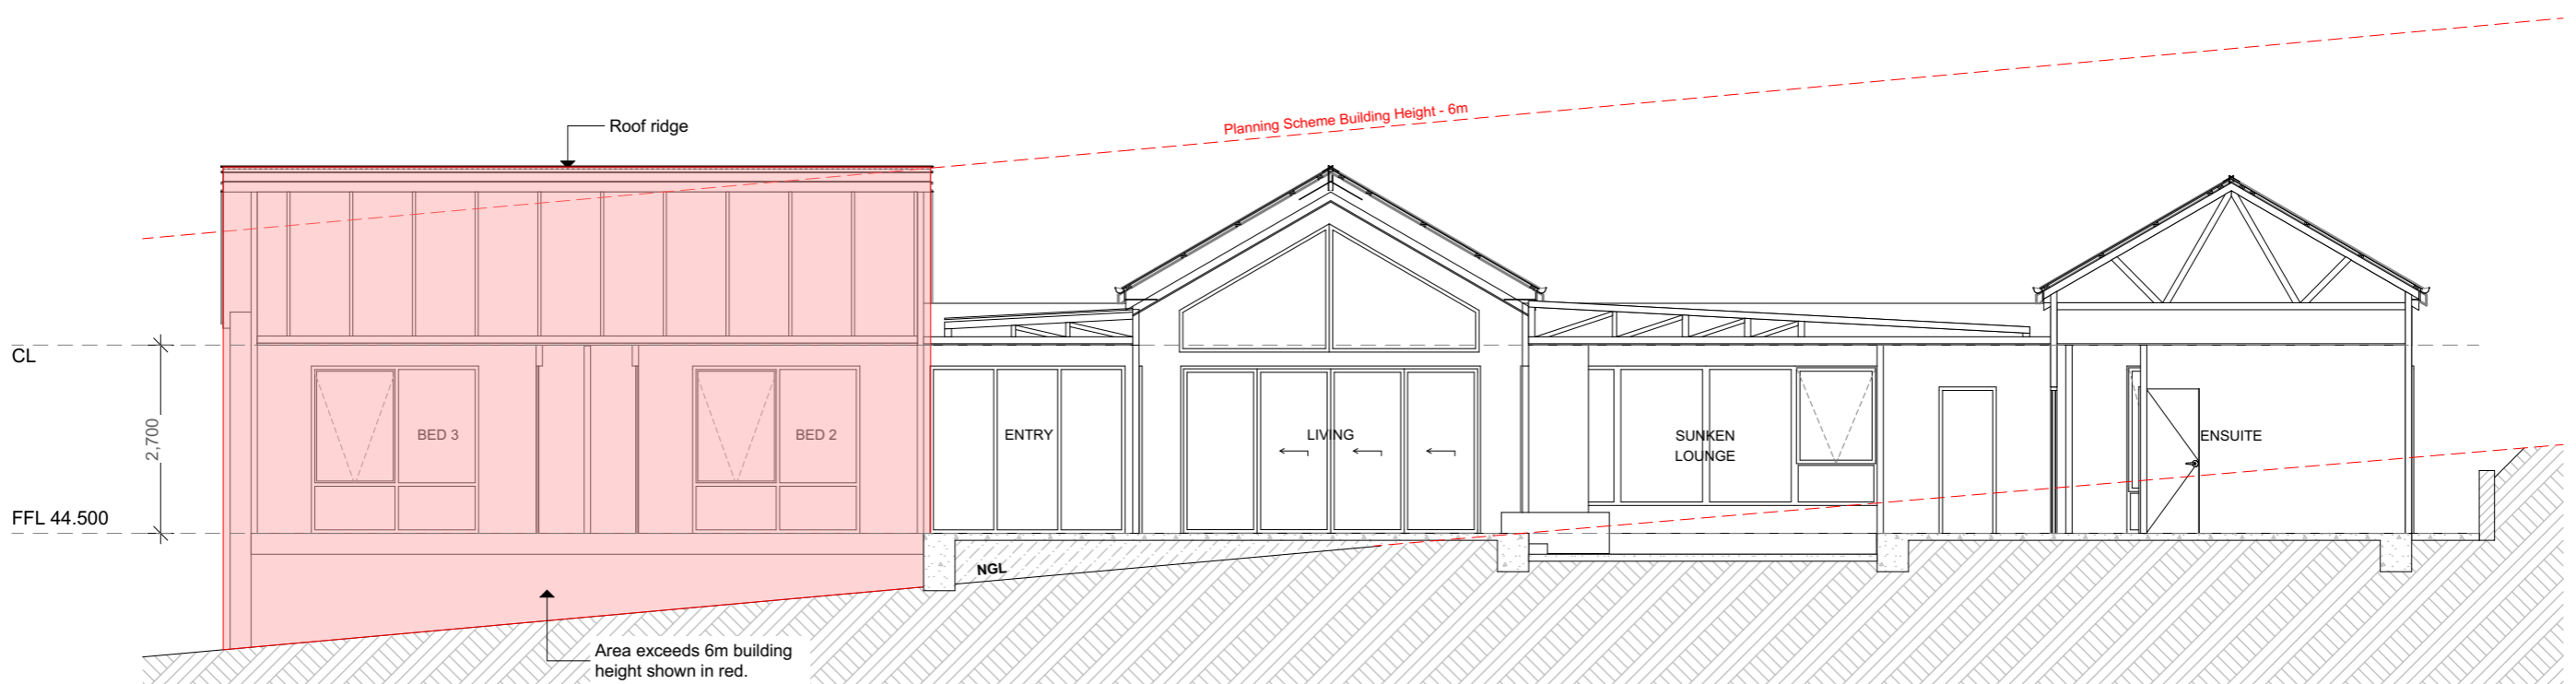 Planning Scheme Building Height - 6m
Roof ridge
CL
2,700
BED 3
BED 2
ENTRY
LIVING
SUNKEN
LOUNGE
ENSUITE
FFL 44.500
NGL
Area exceeds 6m building
height shown in red.